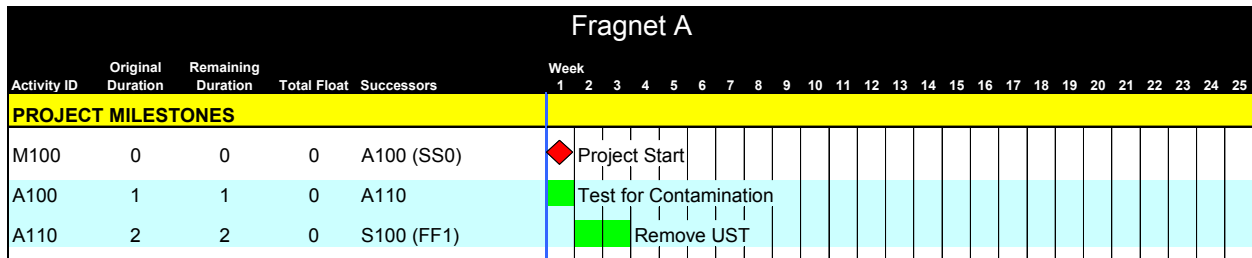 Fragnet A
Original Remaining Week
Activity ID Duration Duration Total Float Successors 1 2 3 4 5 6 7 8 9 10 11 12 13 14 15 16 17 18 19 20 21 22 23 24 25
PROJECT MILESTONES
M100 0 0 0 A100 (SS0) Project Start
A100 1 1 0 A110 Test for Contamination
A110 2 2 0 S100 (FF1) Remove UST